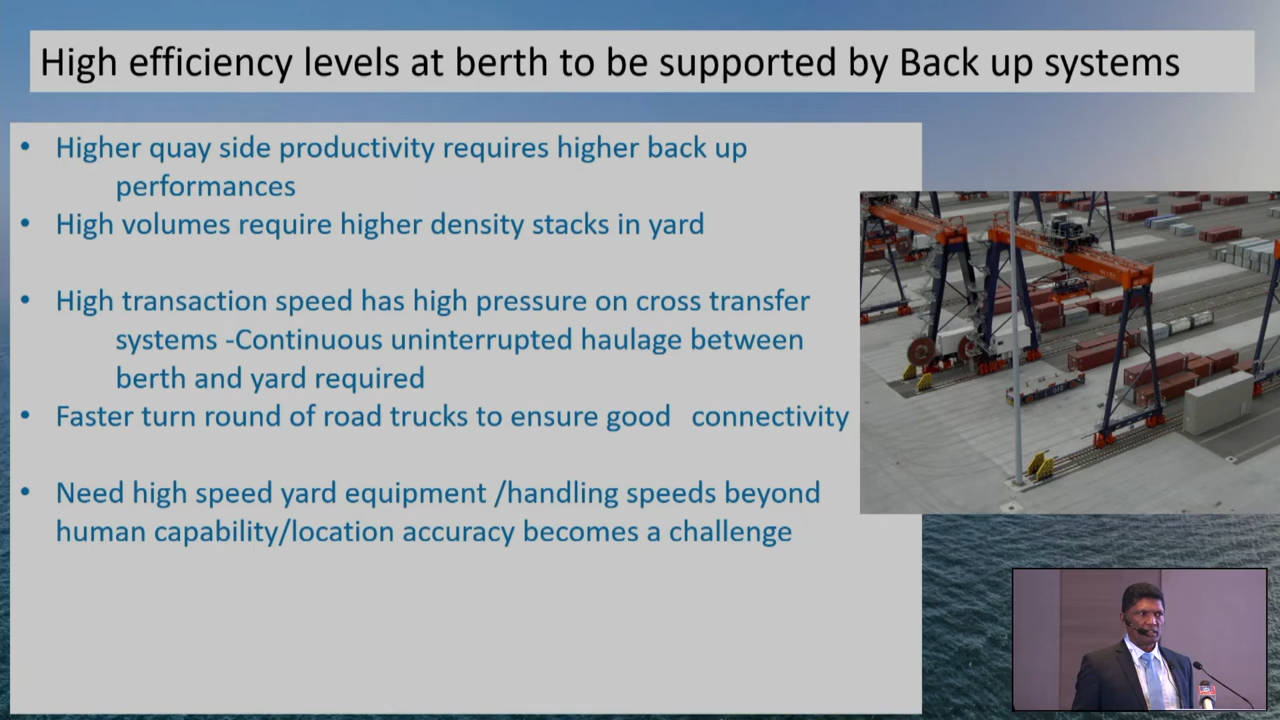 High efficiency levels at berth to be supported by Back up systems
• Higher quay side productivity requires higher back up
performances
• High volumes require higher density stacks in yard
• High transaction speed has high pressure on cross transfer
systems -Continuous uninterrupted haulage between
berth and yard required
• Faster turn round of road trucks to ensure good connectivity
• Need high speed yard equipment /handling speeds beyond
human capability/location accuracy becomes a challenge